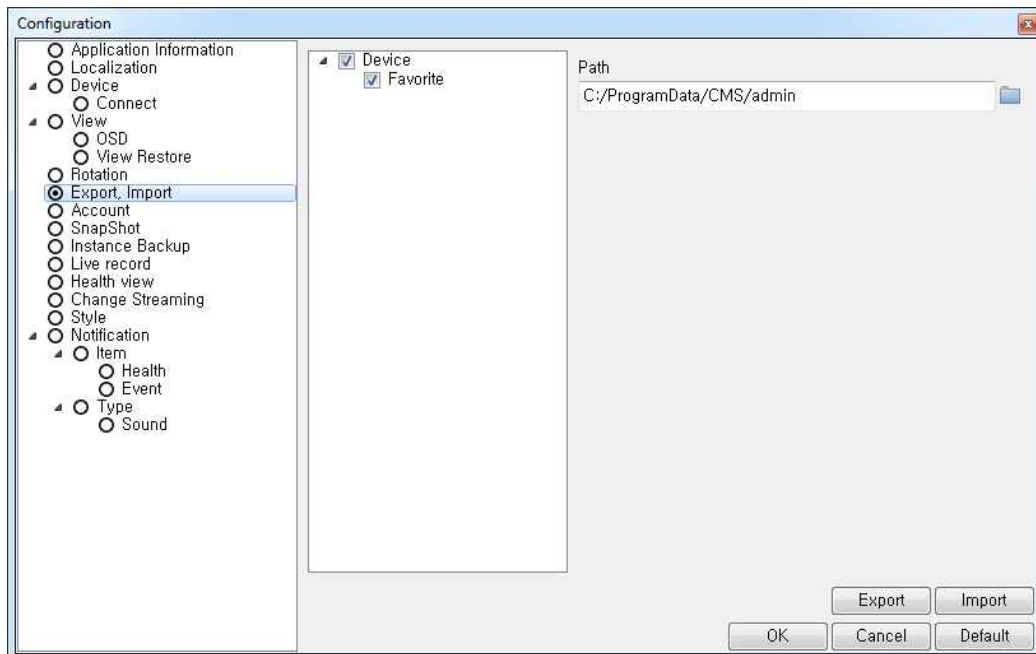 Configuration
Application Information
Localization
Device
Connect
View
OSD
View Restore
Rotation
Export, Import
Account
SnapShot
Instance Backup
Live record
Health view
Change Streaming
Style
Notification
Item
Health
Event
Type
Sound
Device
Favorite
Path
C:/ProgramData/CMS/admin
Export
Import
OK
Cancel
Default